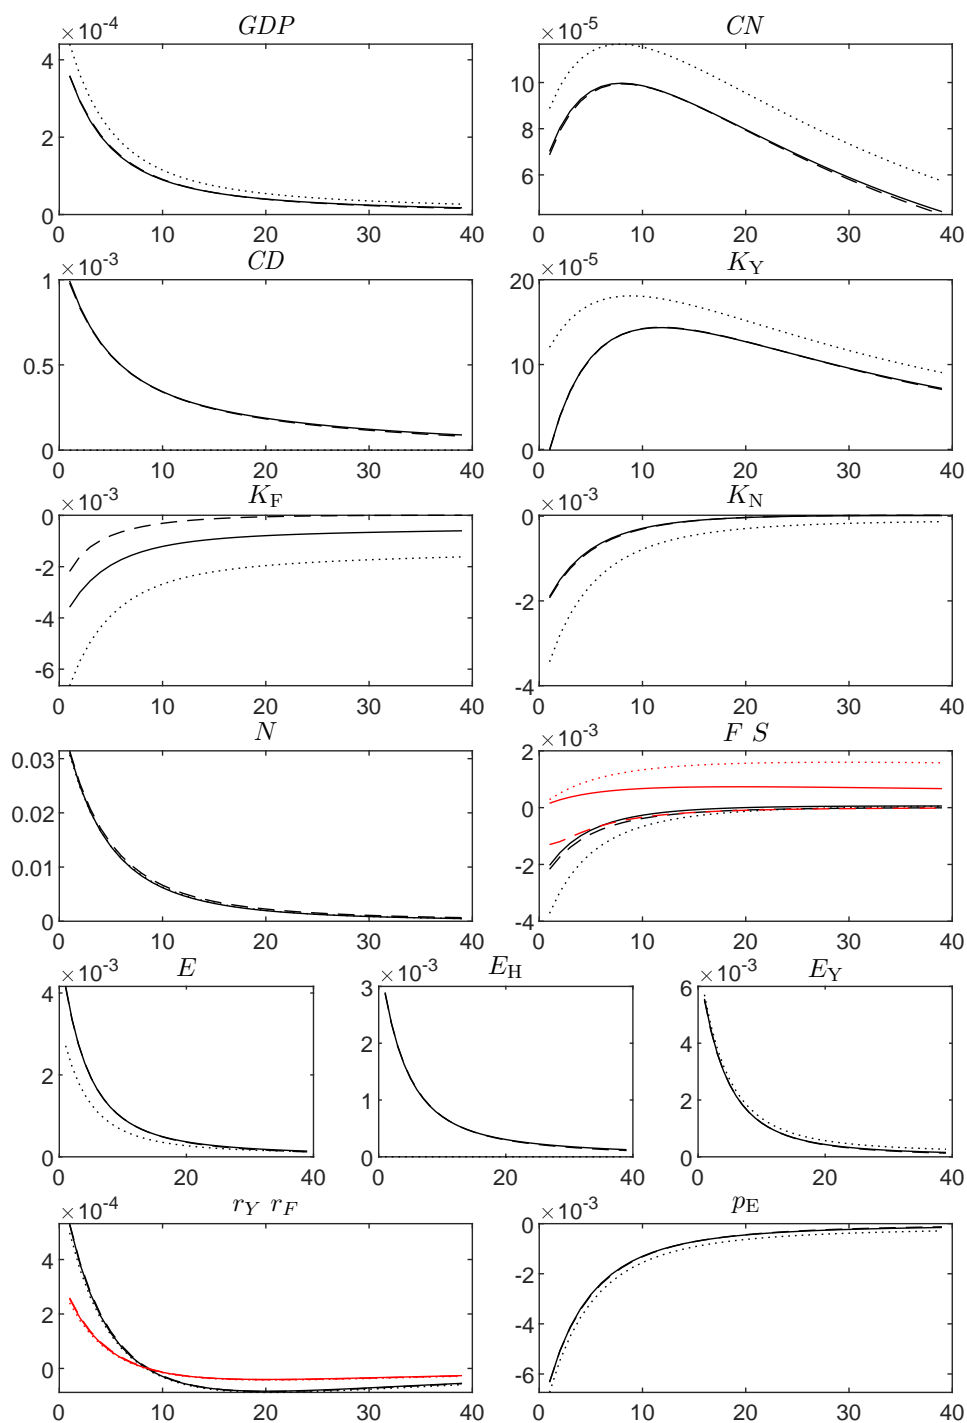 GDP CN
×10⁻⁴ ×10⁻⁵
4 10
2 8
0 6
0 10 20 30 40 0 10 20 30 40
CD K_Y
×10⁻³ ×10⁻⁵
1 20
0.5 15
0 10
5
0
0 10 20 30 40 0 10 20 30 40
K_F K_N
×10⁻³ ×10⁻³
0 0
-2 -2
-4 -4
-6
0 10 20 30 40 0 10 20 30 40
N F S
×10⁻³
0.03 2
0.02 0
0.01 -2
0 -4
0 10 20 30 40 0 10 20 30 40
E E_H E_Y
×10⁻³ ×10⁻³ ×10⁻³
4 3 6
2 2 4
0 1 2
0 0
0 20 40 0 20 40 0 20 40
r_Y r_F p_E
×10⁻⁴ ×10⁻³
4 0
2 -2
0 -4
-6
0 10 20 30 40 0 10 20 30 40